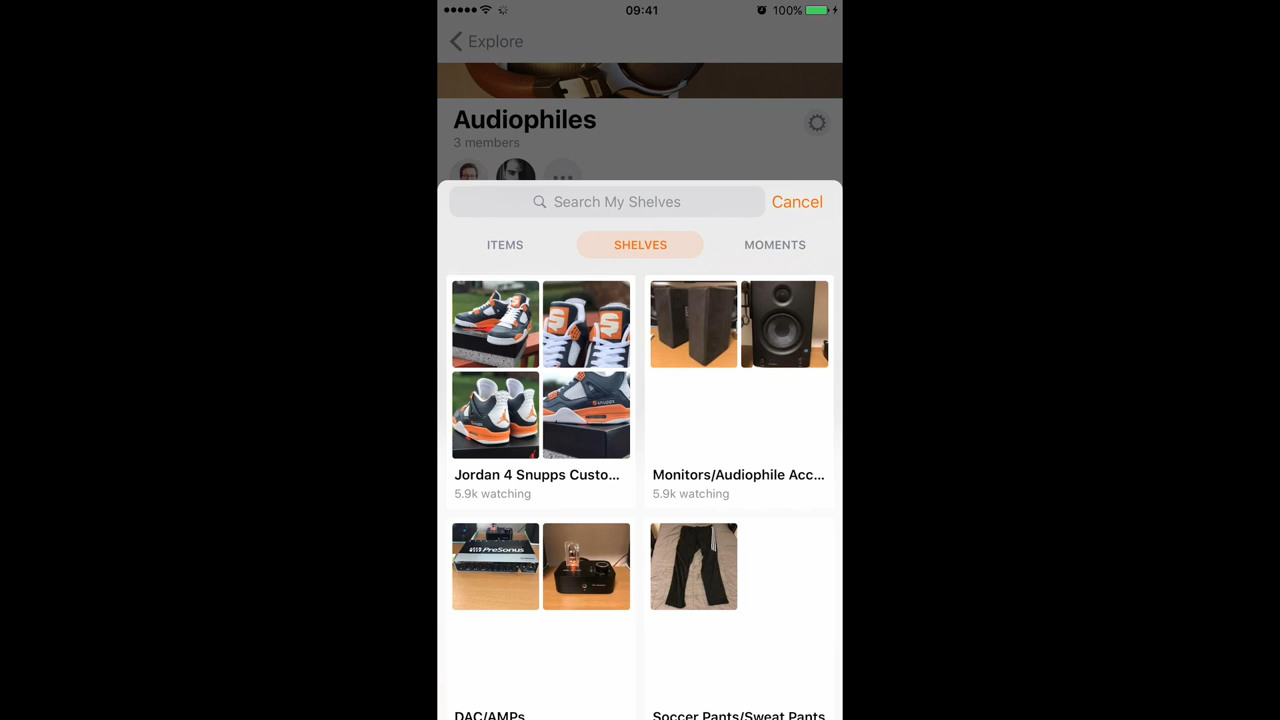 09:41
100%
Explore
Audiophiles
3 members
Search My Shelves
Cancel
ITEMS
SHELVES
MOMENTS
snupps
Jordan 4 Snupps Custo...
5.9k watching
Monitors/Audiophile Acc...
5.9k watching
PreSonus
DAC/AMPs
Soccer Pants/Sweat Pants